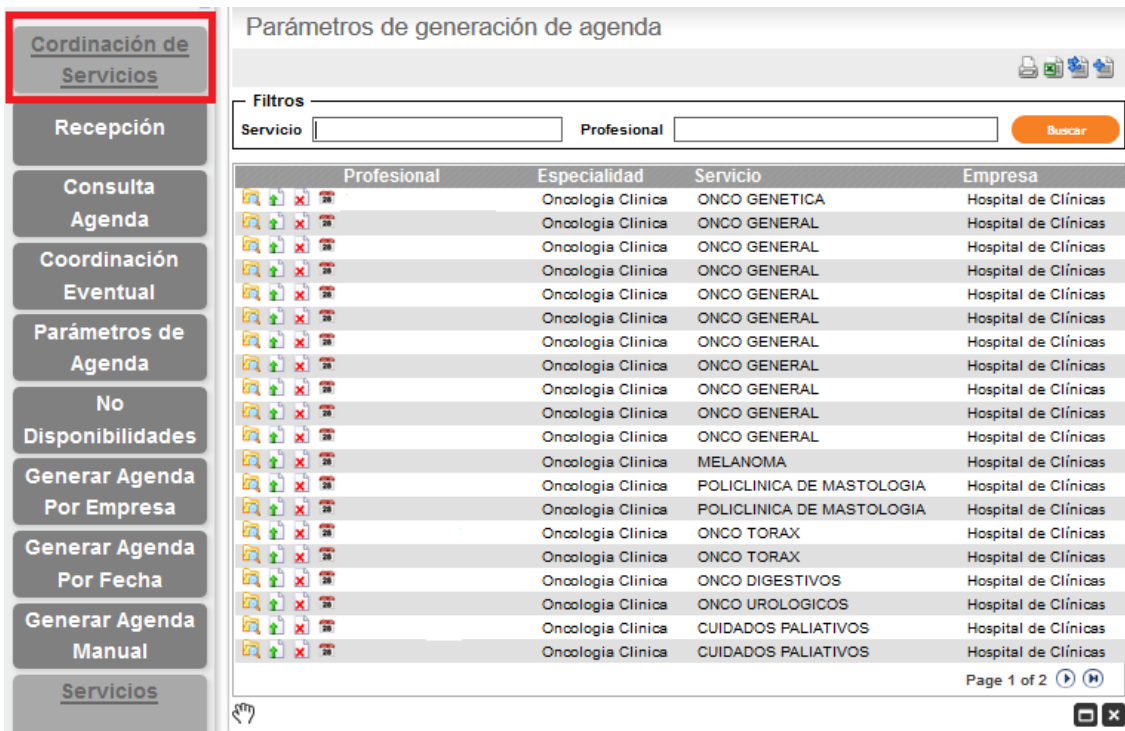 Cordinación de
Servicios
Recepción
Consulta
Agenda
Coordinación
Eventual
Parámetros de
Agenda
No
Disponibilidades
Generar Agenda
Por Empresa
Generar Agenda
Por Fecha
Generar Agenda
Manual
Servicios
Parámetros de generación de agenda
Filtros
Servicio Profesional Buscar
Profesional Especialidad Servicio Empresa
Oncologia Clinica ONCO GENETICA Hospital de Clínicas
Oncologia Clinica ONCO GENERAL Hospital de Clínicas
Oncologia Clinica ONCO GENERAL Hospital de Clínicas
Oncologia Clinica ONCO GENERAL Hospital de Clínicas
Oncologia Clinica ONCO GENERAL Hospital de Clínicas
Oncologia Clinica ONCO GENERAL Hospital de Clínicas
Oncologia Clinica ONCO GENERAL Hospital de Clínicas
Oncologia Clinica ONCO GENERAL Hospital de Clínicas
Oncologia Clinica ONCO GENERAL Hospital de Clínicas
Oncologia Clinica ONCO GENERAL Hospital de Clínicas
Oncologia Clinica ONCO GENERAL Hospital de Clínicas
Oncologia Clinica MELANOMA Hospital de Clínicas
Oncologia Clinica POLICLINICA DE MASTOLOGIA Hospital de Clínicas
Oncologia Clinica POLICLINICA DE MASTOLOGIA Hospital de Clínicas
Oncologia Clinica ONCO TORAX Hospital de Clínicas
Oncologia Clinica ONCO TORAX Hospital de Clínicas
Oncologia Clinica ONCO DIGESTIVOS Hospital de Clínicas
Oncologia Clinica ONCO UROLOGICOS Hospital de Clínicas
Oncologia Clinica CUIDADOS PALIATIVOS Hospital de Clínicas
Oncologia Clinica CUIDADOS PALIATIVOS Hospital de Clínicas
Page 1 of 2